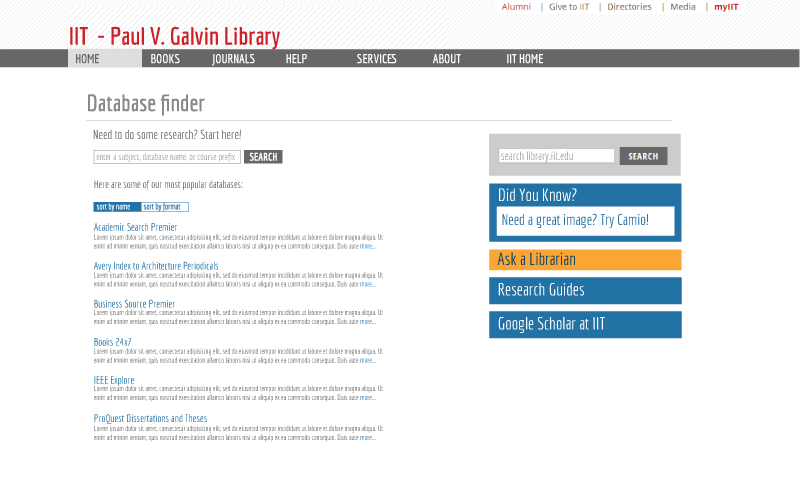 Alumni | Give to IIT | Directories | Media | myIIT
IIT - Paul V. Galvin Library
HOME BOOKS JOURNALS HELP SERVICES ABOUT IIT HOME
Database finder
Need to do some research? Start here!
enter a subject, database name, or course prefix SEARCH
search library.iit.edu SEARCH
Here are some of our most popular databases:
sort by name sort by format
Academic Search Premier
Lorem ipsum dolor sit amet, consectetur adipisicing elit, sed do eiusmod tempor incididunt ut labore et dolore magna aliqua. Ut
enim ad minim veniam, quis nostrud exercitation ullamco laboris nisi ut aliquip ex ea commodo consequat. Duis aute more...
Avery Index to Architecture Periodicals
Lorem ipsum dolor sit amet, consectetur adipisicing elit, sed do eiusmod tempor incididunt ut labore et dolore magna aliqua. Ut
enim ad minim veniam, quis nostrud exercitation ullamco laboris nisi ut aliquip ex ea commodo consequat. Duis aute more...
Business Source Premier
Lorem ipsum dolor sit amet, consectetur adipisicing elit, sed do eiusmod tempor incididunt ut labore et dolore magna aliqua. Ut
enim ad minim veniam, quis nostrud exercitation ullamco laboris nisi ut aliquip ex ea commodo consequat. Duis aute more...
Books 24x7
Lorem ipsum dolor sit amet, consectetur adipisicing elit, sed do eiusmod tempor incididunt ut labore et dolore magna aliqua. Ut
enim ad minim veniam, quis nostrud exercitation ullamco laboris nisi ut aliquip ex ea commodo consequat. Duis aute more...
IEEE Explore
Lorem ipsum dolor sit amet, consectetur adipisicing elit, sed do eiusmod tempor incididunt ut labore et dolore magna aliqua. Ut
enim ad minim veniam, quis nostrud exercitation ullamco laboris nisi ut aliquip ex ea commodo consequat. Duis aute more...
ProQuest Dissertations and Theses
Lorem ipsum dolor sit amet, consectetur adipisicing elit, sed do eiusmod tempor incididunt ut labore et dolore magna aliqua. Ut
enim ad minim veniam, quis nostrud exercitation ullamco laboris nisi ut aliquip ex ea commodo consequat. Duis aute more...
Did You Know?
Need a great image? Try Camio!
Ask a Librarian
Research Guides
Google Scholar at IIT